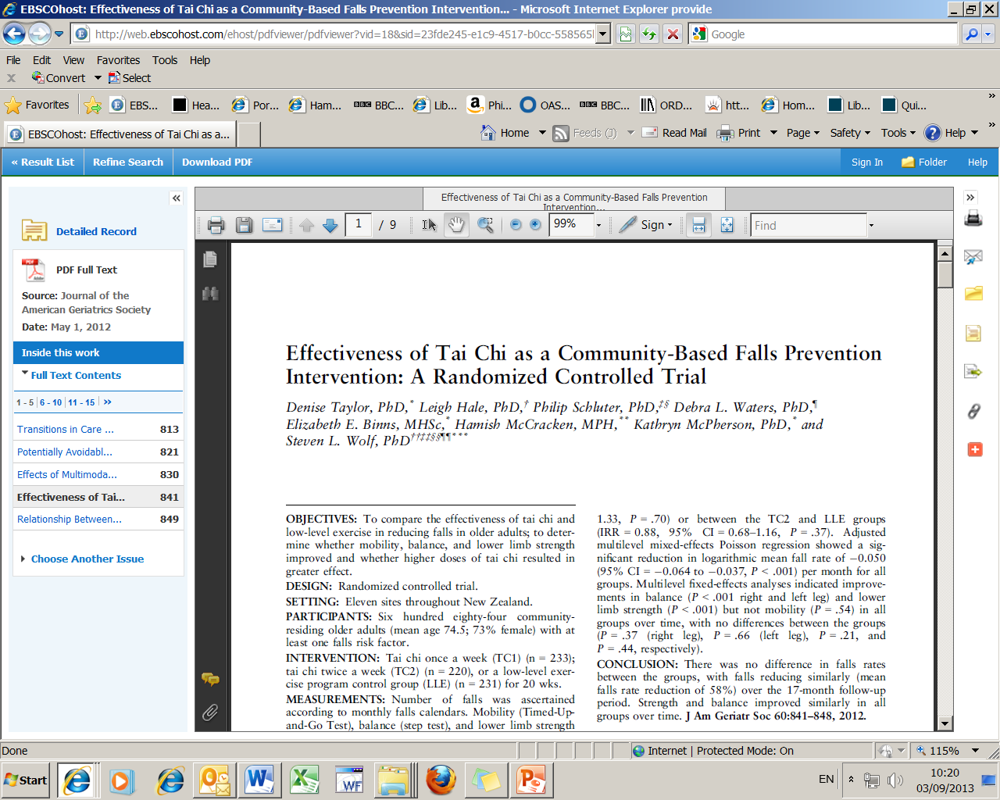 EBSCOhost: Effectiveness of Tai Chi as a Community-Based Falls Prevention Intervention... - Microsoft Internet Explorer provide
http://web.ebscohost.com/ehost/pdfviewer/pdfviewer?vid=18&sid=23fde245-e1c9-4517-b0cc-558565
Google
File Edit View Favorites Tools Help
x Convert Select
Favorites EBS... Hea... Por... Ham... BBC BBC... Lib... Phi... OAS... BBC BBC... ORD... htt... Hom... Lib... Qui...
EBSCOhost: Effectiveness of Tai Chi as a... Home Feeds (J) Read Mail Print Page Safety Tools Help
« Result List Refine Search Download PDF Sign In Folder Help
Effectiveness of Tai Chi as a Community-Based Falls Prevention
Intervention...
1 / 9 99% Sign Find
Detailed Record
PDF Full Text
Source: Journal of the
American Geriatrics Society
Date: May 1, 2012
Inside this work
Full Text Contents
1 - 5 6 - 10 11 - 15 »
Transitions in Care ... 813
Potentially Avoidabl... 821
Effects of Multimoda... 830
Effectiveness of Tai... 841
Relationship Between... 849
Choose Another Issue
Effectiveness of Tai Chi as a Community-Based Falls Prevention
Intervention: A Randomized Controlled Trial
Denise Taylor, PhD,* Leigh Hale, PhD,† Philip Schluter, PhD,‡§ Debra L. Waters, PhD,¶
Elizabeth E. Binns, MHSc,* Hamish McCracken, MPH,** Kathryn McPherson, PhD,* and
Steven L. Wolf, PhD††‡‡§§¶¶***
OBJECTIVES: To compare the effectiveness of tai chi and
low-level exercise in reducing falls in older adults; to deter-
mine whether mobility, balance, and lower limb strength
improved and whether higher doses of tai chi resulted in
greater effect.
DESIGN: Randomized controlled trial.
SETTING: Eleven sites throughout New Zealand.
PARTICIPANTS: Six hundred eighty-four community-
residing older adults (mean age 74.5; 73% female) with at
least one falls risk factor.
INTERVENTION: Tai chi once a week (TC1) (n = 233);
tai chi twice a week (TC2) (n = 220), or a low-level exer-
cise program control group (LLE) (n = 231) for 20 wks.
MEASUREMENTS: Number of falls was ascertained
according to monthly falls calendars. Mobility (Timed-Up-
and-Go Test), balance (step test), and lower limb strength
1.33, P = .70) or between the TC2 and LLE groups
(IRR = 0.88, 95% CI = 0.68–1.16, P = .37). Adjusted
multilevel mixed-effects Poisson regression showed a sig-
nificant reduction in logarithmic mean fall rate of −0.050
(95% CI = −0.064 to −0.037, P < .001) per month for all
groups. Multilevel fixed-effects analyses indicated improve-
ments in balance (P < .001 right and left leg) and lower
limb strength (P < .001) but not mobility (P = .54) in all
groups over time, with no differences between the groups
(P = .37 (right leg), P = .66 (left leg), P = .21, and
P = .44, respectively).
CONCLUSION: There was no difference in falls rates
between the groups, with falls reducing similarly (mean
falls rate reduction of 58%) over the 17-month follow-up
period. Strength and balance improved similarly in all
groups over time. J Am Geriatr Soc 60:841–848, 2012.
Done Internet | Protected Mode: On 115%
Start EN 10:20
03/09/2013